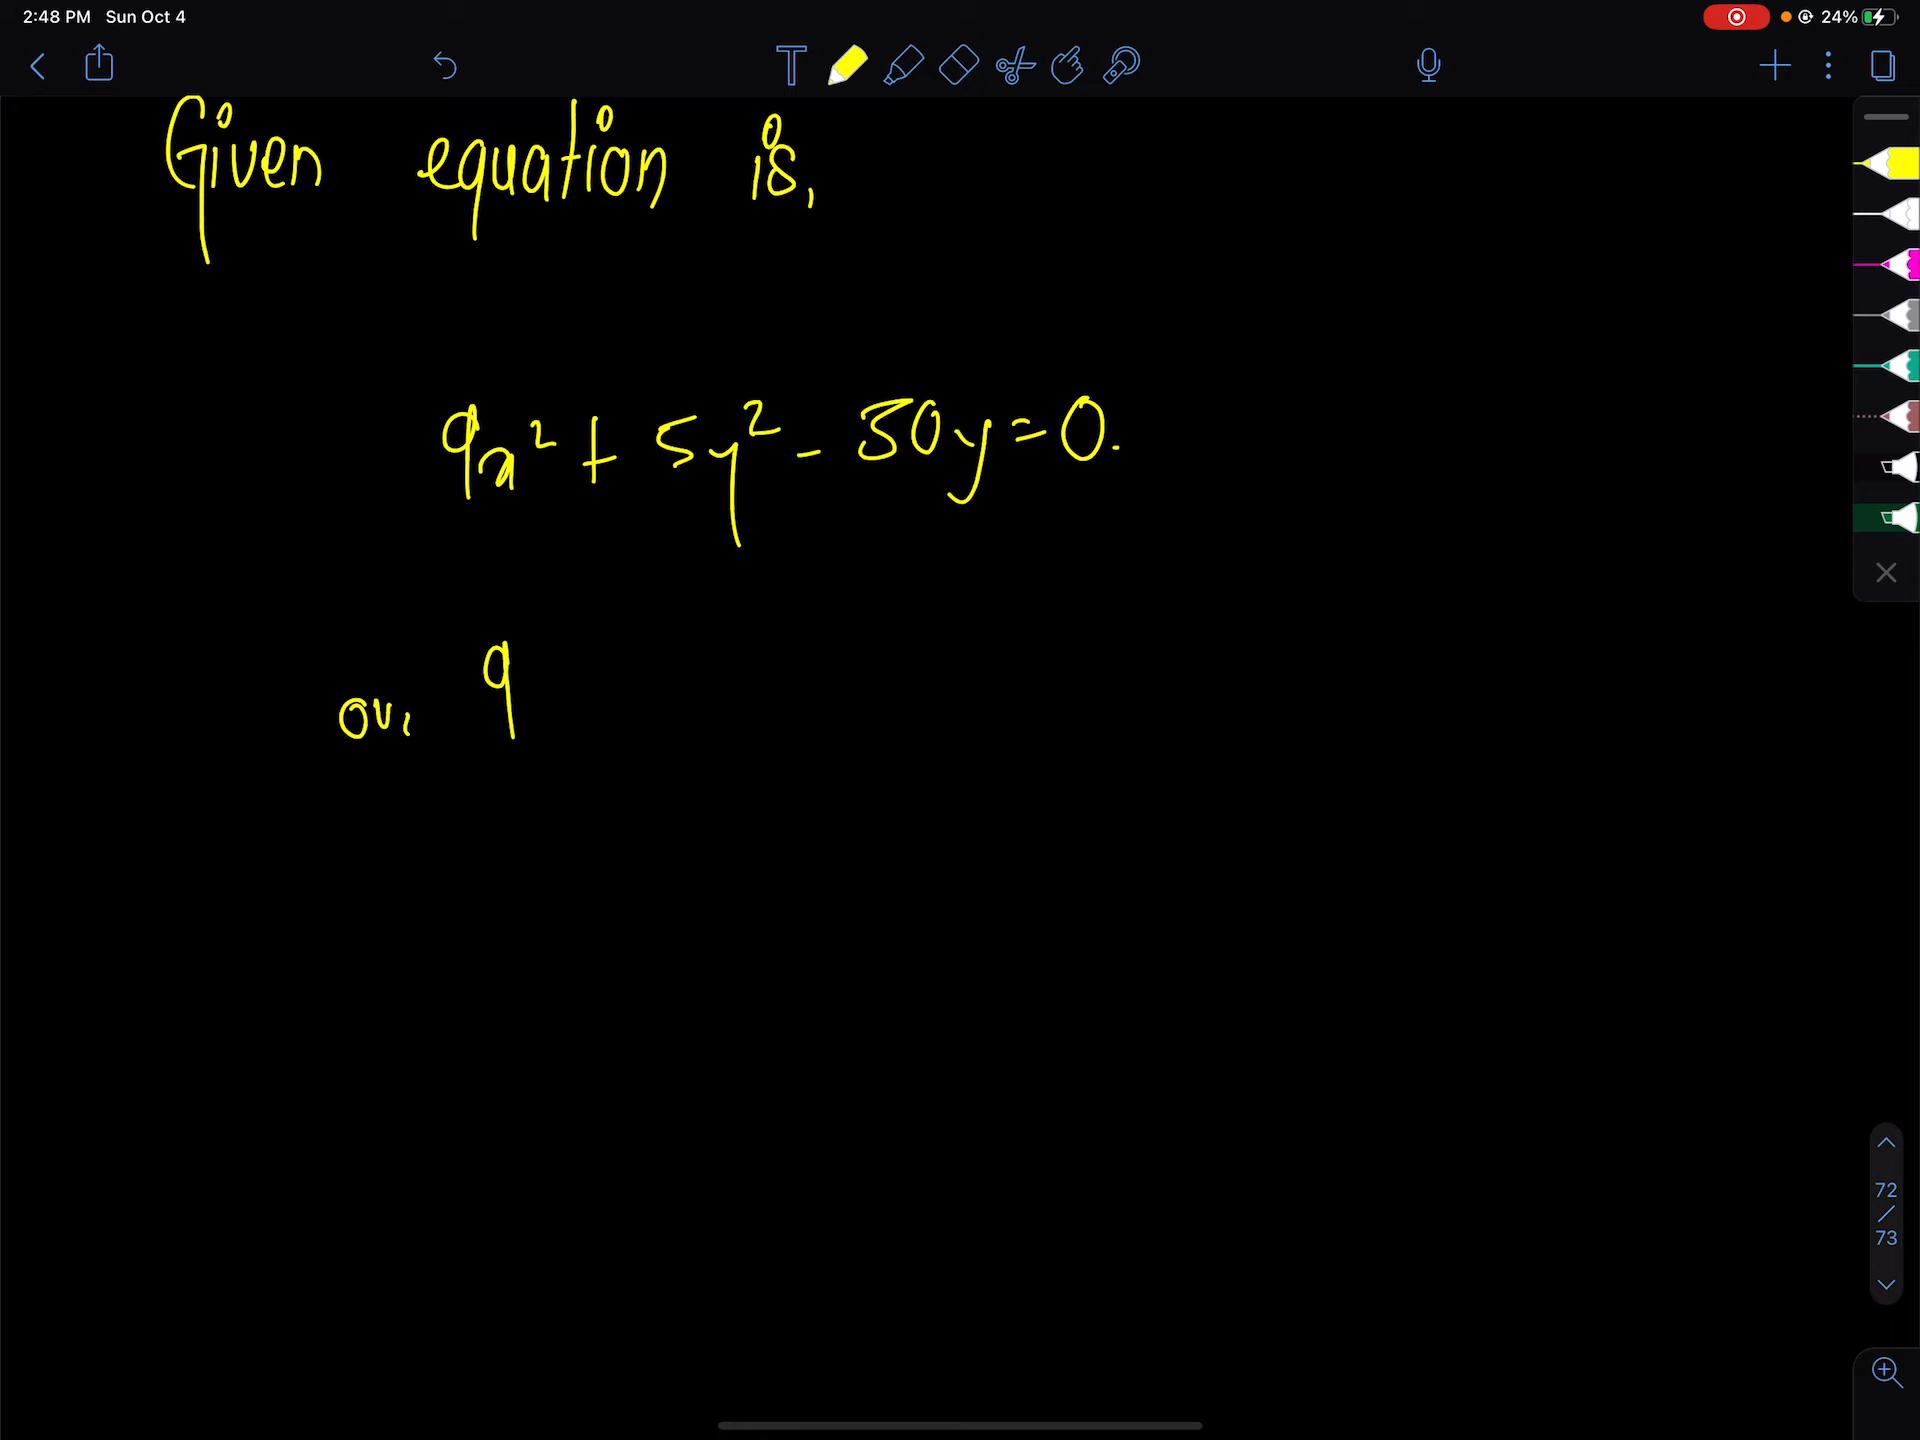 2:48 PM Sun Oct 4
24%
Given equation is,
9x² + 5y² - 30y = 0.
or, 9
72
/
73